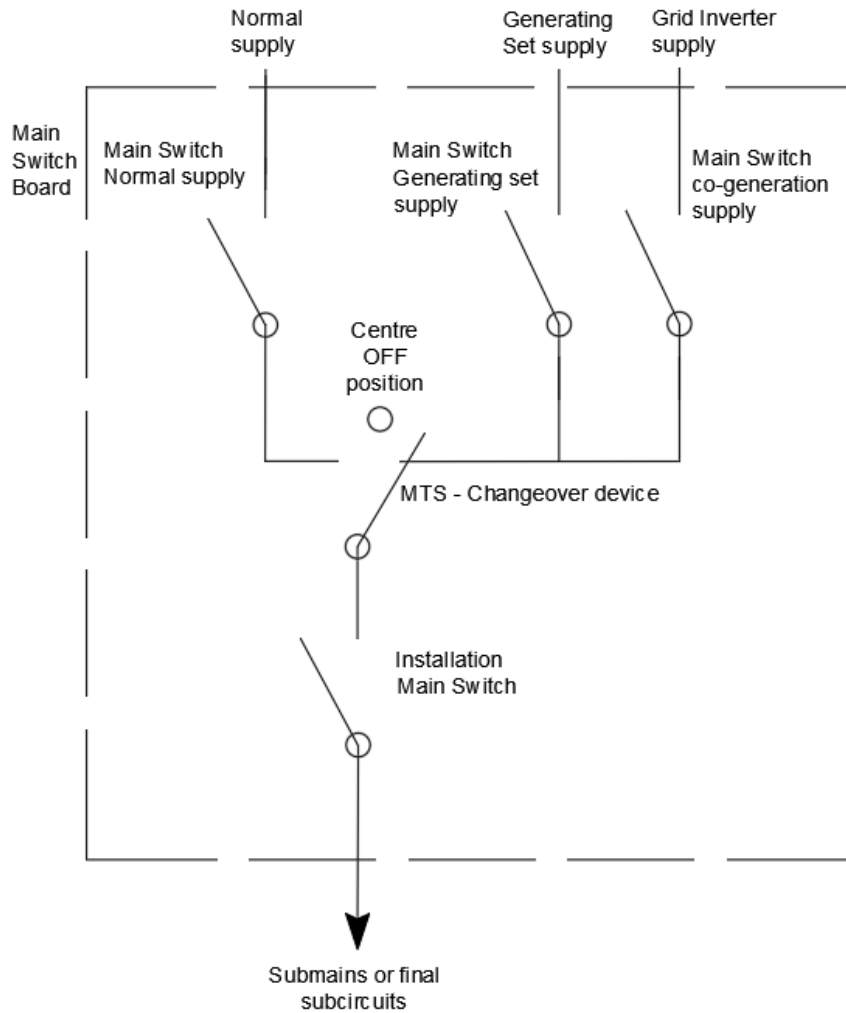 Normal
supply
Generating
Set supply
Grid Inverter
supply
Main
Switch
Board
Main Switch
Normal supply
Main Switch
Generating set
supply
Main Switch
co-generation
supply
Centre
OFF
position
MTS - Changeover device
Installation
Main Switch
Submains or final
subcircuits